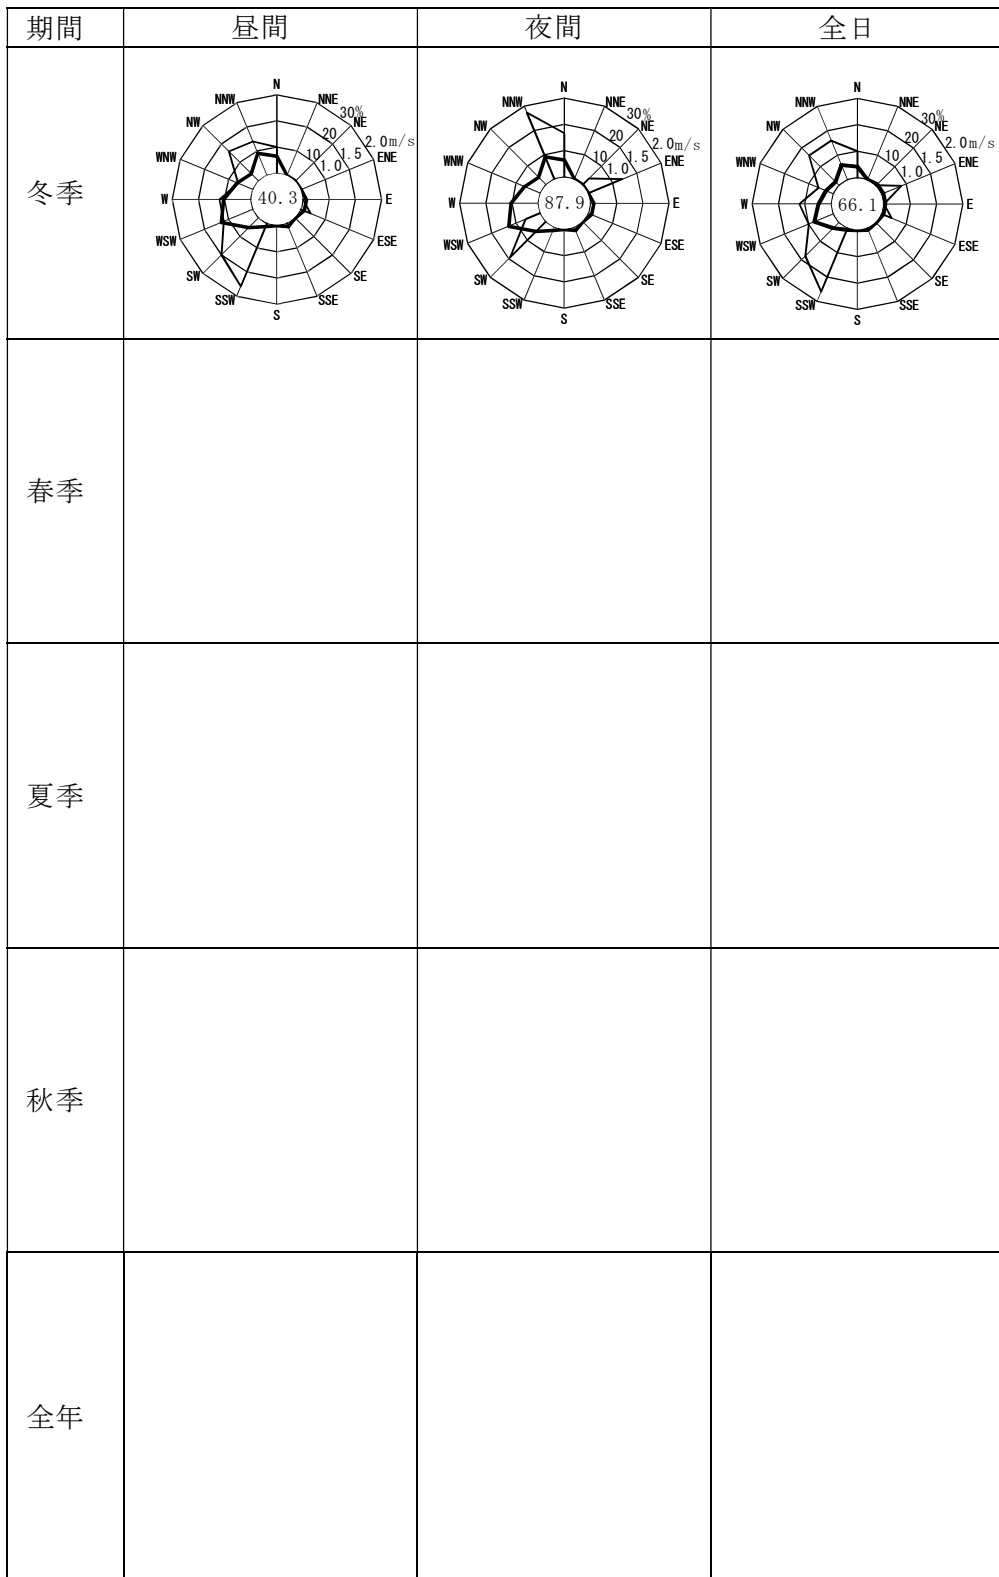 期間 昼間 夜間 全日
冬季
N
NNW NNE
30%
NW NE
20 2.0m/s
WNW 10 1.5 ENE
1.0
W 40.3 E
WSW ESE
SW SE
SSW SSE
S
N
NNW NNE
30%
NW NE
20 2.0m/s
WNW 10 1.5 ENE
1.0
W 87.9 E
WSW ESE
SW SE
SSW SSE
S
N
NNW NNE
30%
NW NE
20 2.0m/s
WNW 10 1.5 ENE
1.0
W 66.1 E
WSW ESE
SW SE
SSW SSE
S
春季
夏季
秋季
全年